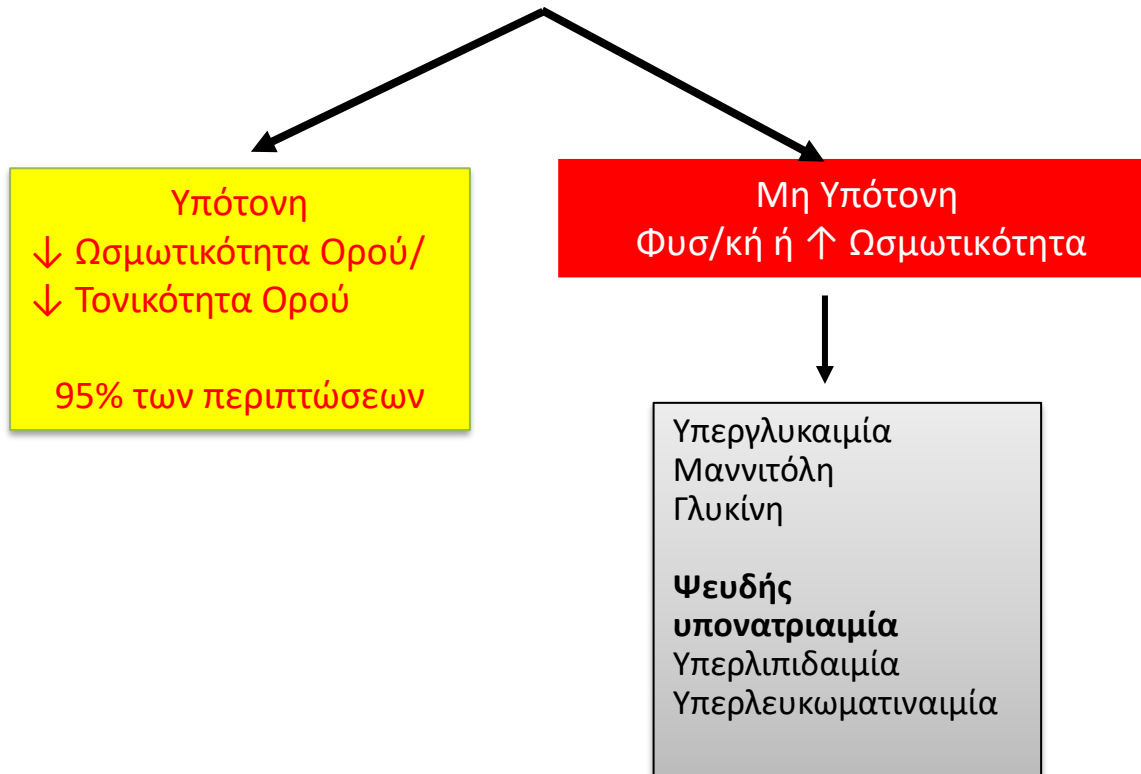 Υπότονη
↓ Ωσμωτικότητα Ορού/
↓ Τονικότητα Ορού
95% των περιπτώσεων
Μη Υπότονη
Φυσ/κή ή ↑ Ωσμωτικότητα
Υπεργλυκαιμία
Μαννιτόλη
Γλυκίνη
Ψευδής
υπονατριαιμία
Υπερλιπιδαιμία
Υπερλευκωματιναιμία